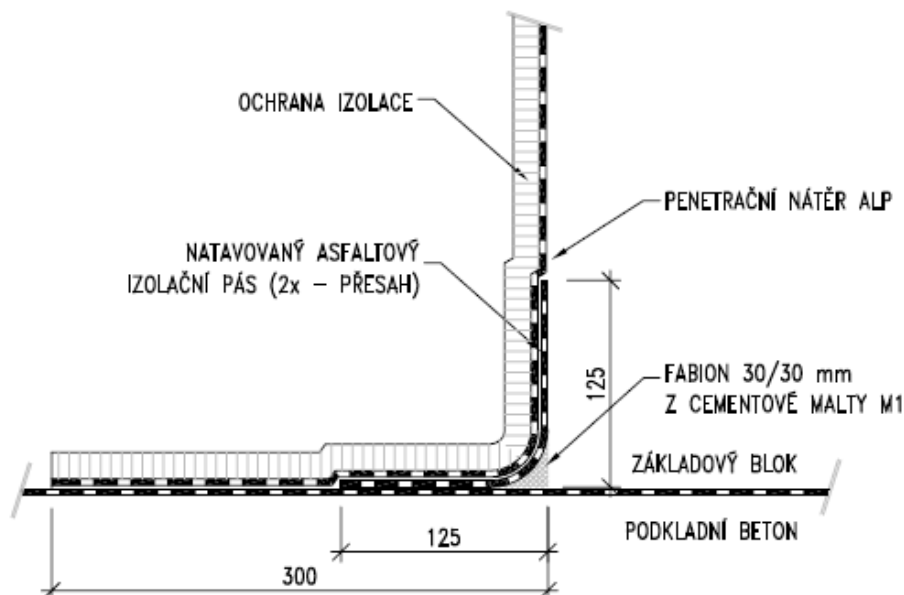 OCHRANA IZOLACE
PENETRAČNÍ NÁTĚR ALP
NATAVOVANÝ ASFALTOVÝ
IZOLAČNÍ PÁS (2x – PŘESAH)
125
FABION 30/30 mm
Z CEMENTOVÉ MALTY M1
ZÁKLADOVÝ BLOK
PODKLADNÍ BETON
125
300